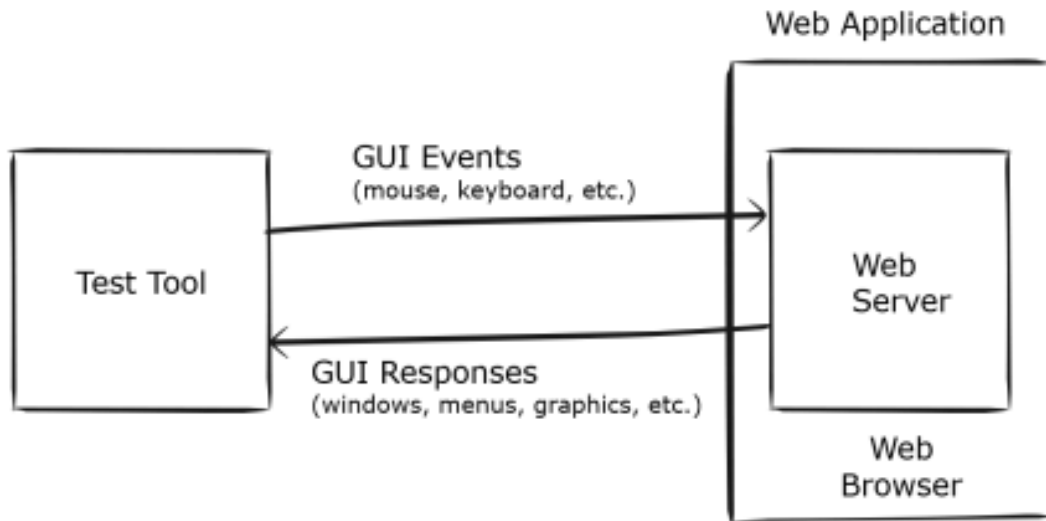 Web Application
GUI Events
(mouse, keyboard, etc.)
Test Tool
Web
Server
GUI Responses
(windows, menus, graphics, etc.)
Web
Browser